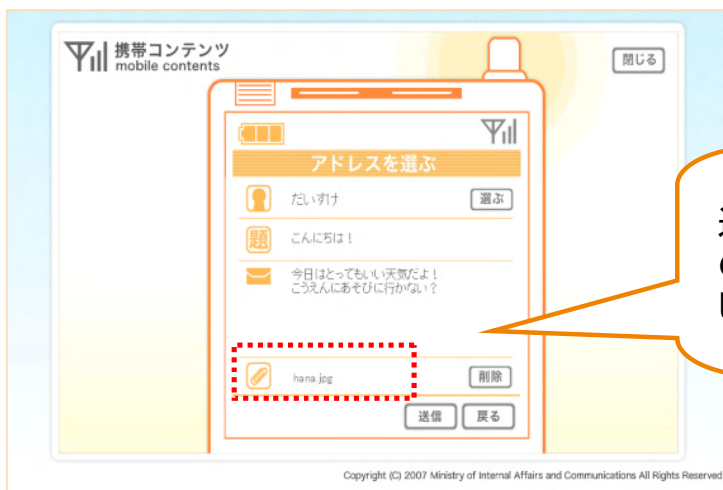 携帯コンテンツ
mobile contents
閉じる
アドレスを選ぶ
だいすけ
選ぶ
題
こんにちは！
今日はとってもいい天気だよ！
こうえんにあそびに行かない？
hana.jpg
削除
送信
戻る
Copyright (C) 2007 Ministry of Internal Affairs and Communications All Rights Reserved